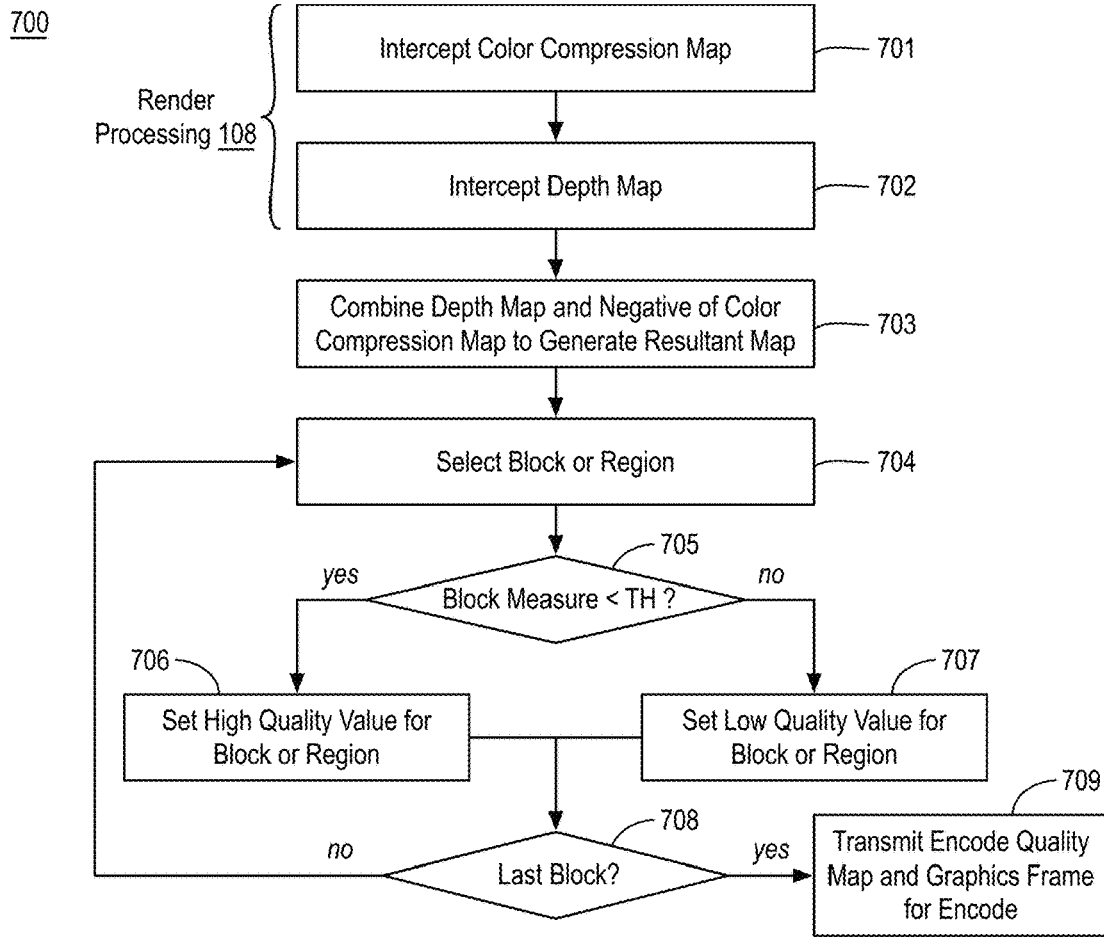 700
Intercept Color Compression Map
701
Render
Processing 108
Intercept Depth Map
702
Combine Depth Map and Negative of Color
Compression Map to Generate Resultant Map
703
Select Block or Region
704
705
yes
Block Measure < TH ?
no
706
707
Set High Quality Value for
Block or Region
Set Low Quality Value for
Block or Region
708
709
no
Last Block?
yes
Transmit Encode Quality
Map and Graphics Frame
for Encode